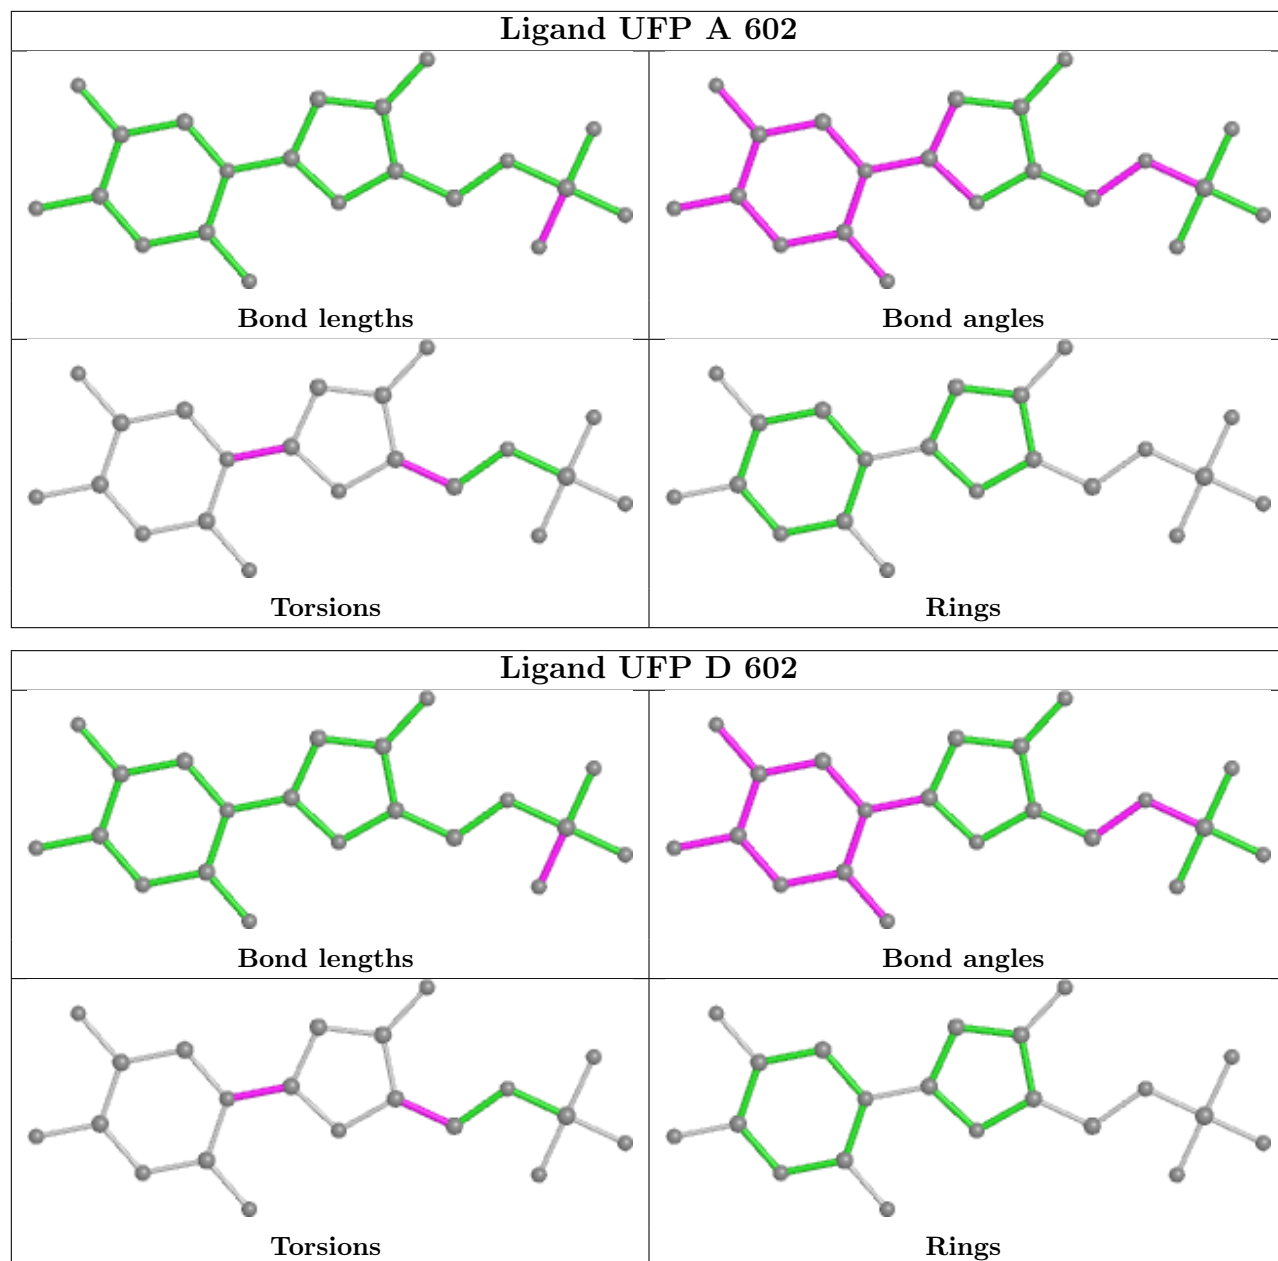 Ligand UFP A 602
Bond lengths
Bond angles
Torsions
Rings
Ligand UFP D 602
Bond lengths
Bond angles
Torsions
Rings